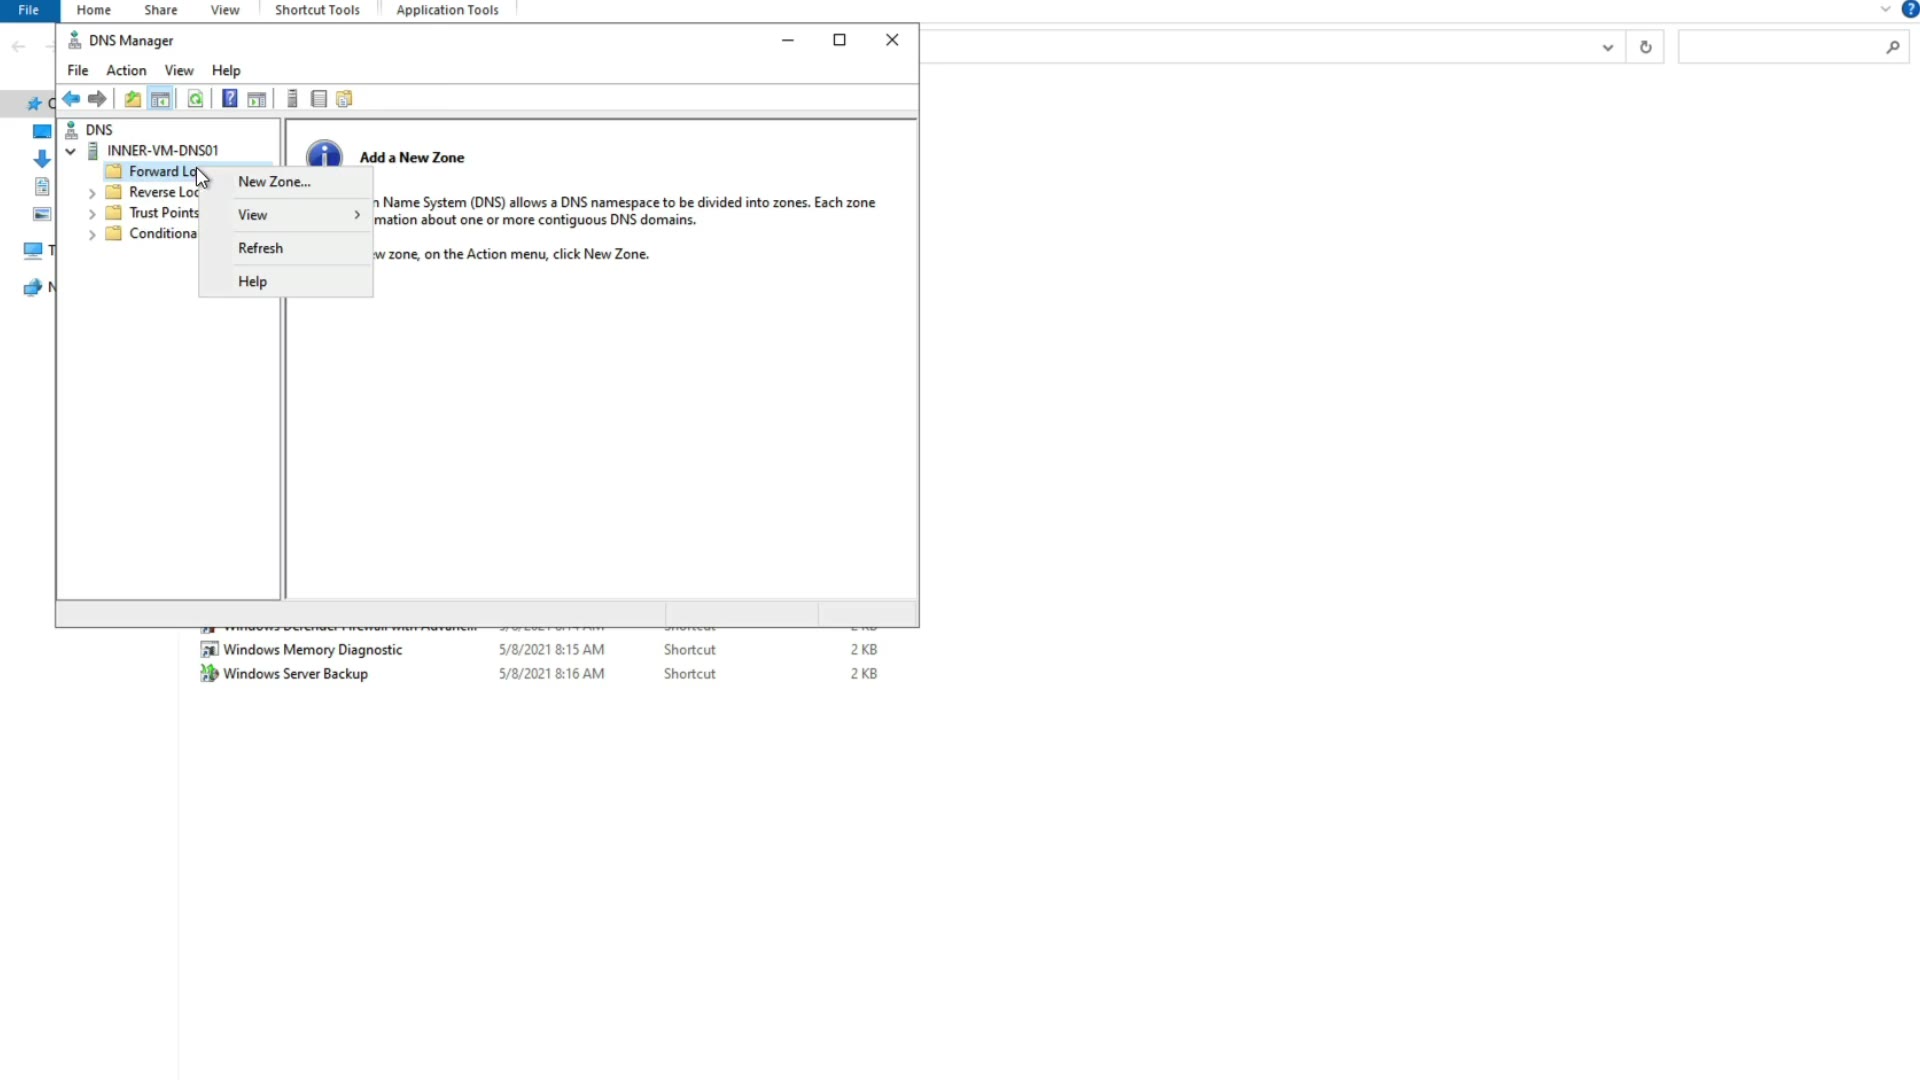 File Home Share View Shortcut Tools Application Tools
DNS Manager
File Action View Help
DNS
INNER-VM-DNS01
Forward Lo
Reverse Loo
Trust Points
Conditiona
New Zone...
View
Refresh
Help
Add a New Zone
n Name System (DNS) allows a DNS namespace to be divided into zones. Each zone
mation about one or more contiguous DNS domains.
ew zone, on the Action menu, click New Zone.
Windows Memory Diagnostic 5/8/2021 8:15 AM Shortcut 2 KB
Windows Server Backup 5/8/2021 8:16 AM Shortcut 2 KB